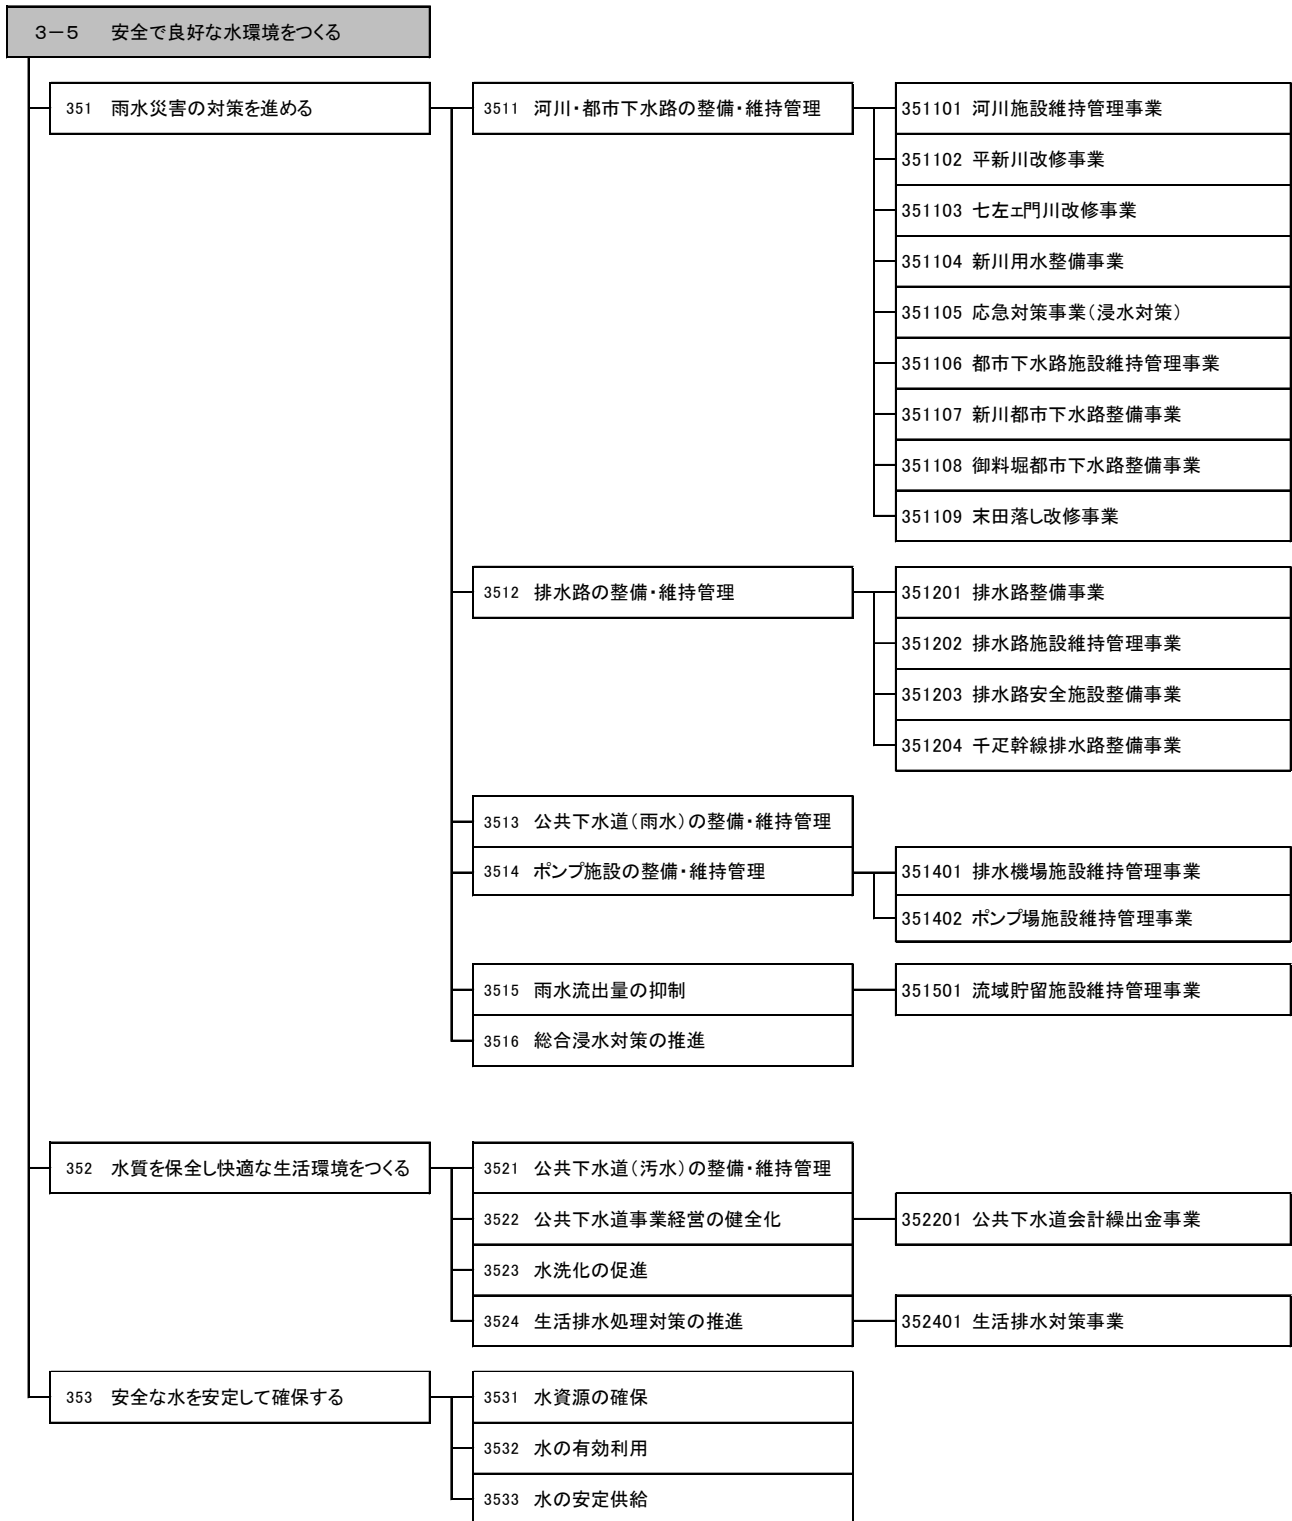 ３－５　安全で良好な水環境をつくる
351 雨水災害の対策を進める
3511 河川・都市下水路の整備・維持管理
351101 河川施設維持管理事業
351102 平新川改修事業
351103 七左ェ門川改修事業
351104 新川用水整備事業
351105 応急対策事業（浸水対策）
351106 都市下水路施設維持管理事業
351107 新川都市下水路整備事業
351108 御料堀都市下水路整備事業
351109 末田落し改修事業
3512 排水路の整備・維持管理
351201 排水路整備事業
351202 排水路施設維持管理事業
351203 排水路安全施設整備事業
351204 千疋幹線排水路整備事業
3513 公共下水道（雨水）の整備・維持管理
3514 ポンプ施設の整備・維持管理
351401 排水機場施設維持管理事業
351402 ポンプ場施設維持管理事業
3515 雨水流出量の抑制
351501 流域貯留施設維持管理事業
3516 総合浸水対策の推進
352 水質を保全し快適な生活環境をつくる
3521 公共下水道（汚水）の整備・維持管理
3522 公共下水道事業経営の健全化
352201 公共下水道会計繰出金事業
3523 水洗化の促進
3524 生活排水処理対策の推進
352401 生活排水対策事業
353 安全な水を安定して確保する
3531 水資源の確保
3532 水の有効利用
3533 水の安定供給